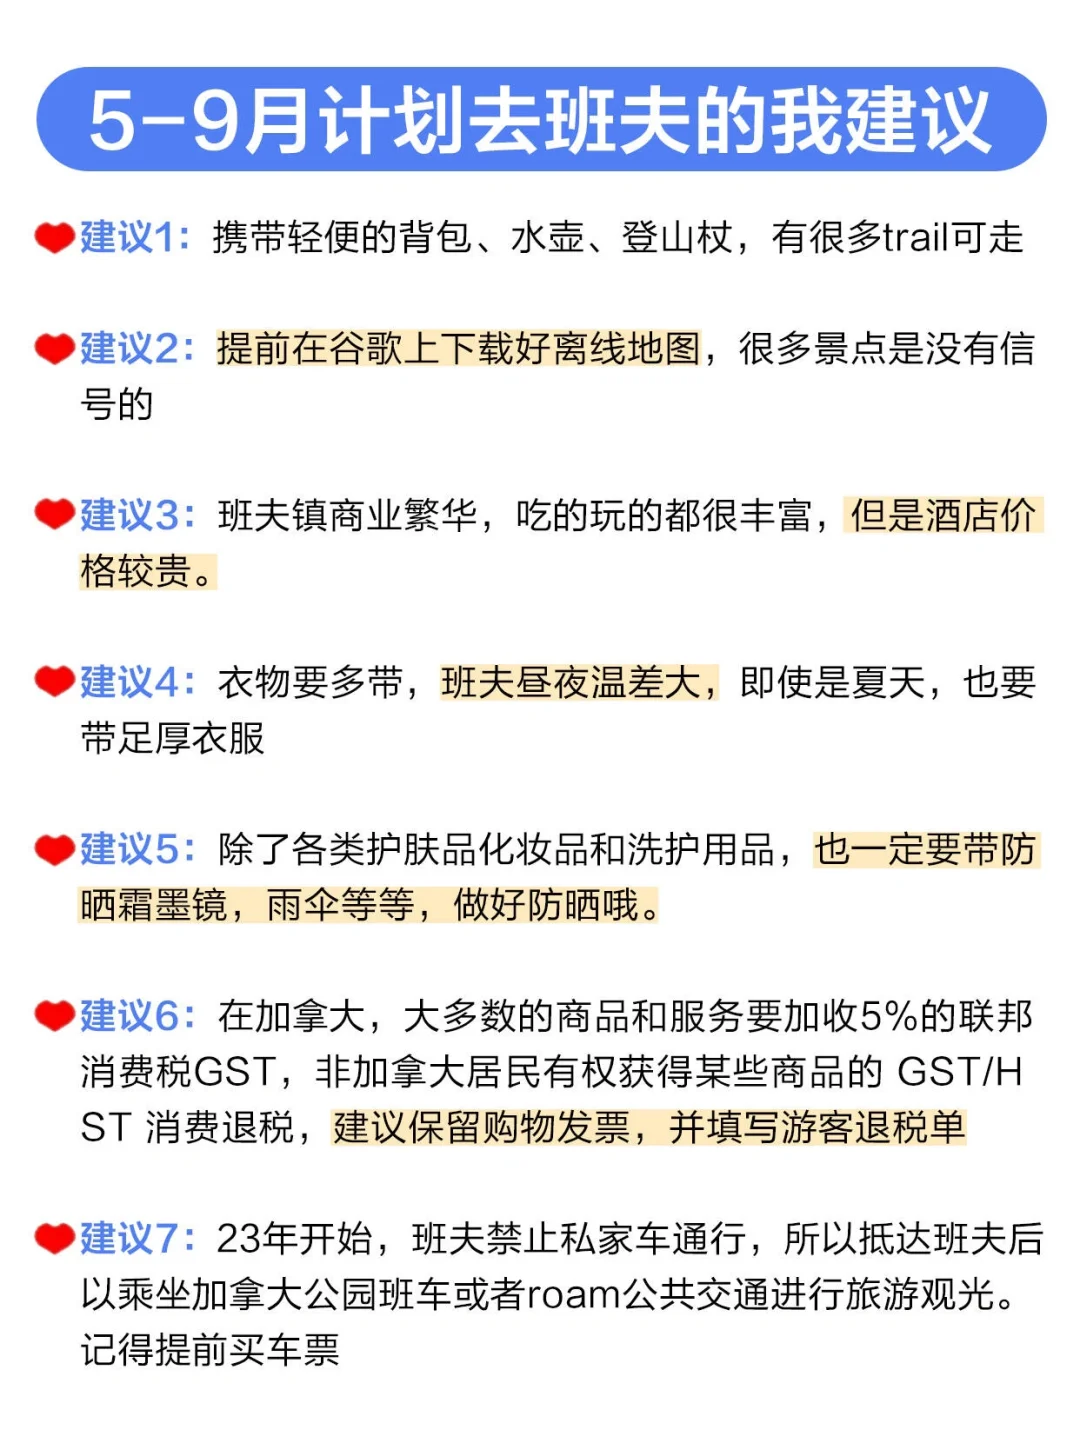 5-9月计划去班夫的我建议
建议1：携带轻便的背包、水壶、登山杖，有很多trail可走
建议2：提前在谷歌上下载好离线地图，很多景点是没有信
号的
建议3：班夫镇商业繁华，吃的玩的都很丰富，但是酒店价
格较贵。
建议4：衣物要多带，班夫昼夜温差大，即使是夏天，也要
带足厚衣服
建议5：除了各类护肤品化妆品和洗护用品，也一定要带防
晒霜墨镜，雨伞等等，做好防晒哦。
建议6：在加拿大，大多数的商品和服务要加收5%的联邦
消费税GST，非加拿大居民有权获得某些商品的 GST/H
ST 消费退税，建议保留购物发票，并填写游客退税单
建议7：23年开始，班夫禁止私家车通行，所以抵达班夫后
以乘坐加拿大公园班车或者roam公共交通进行旅游观光。
记得提前买车票